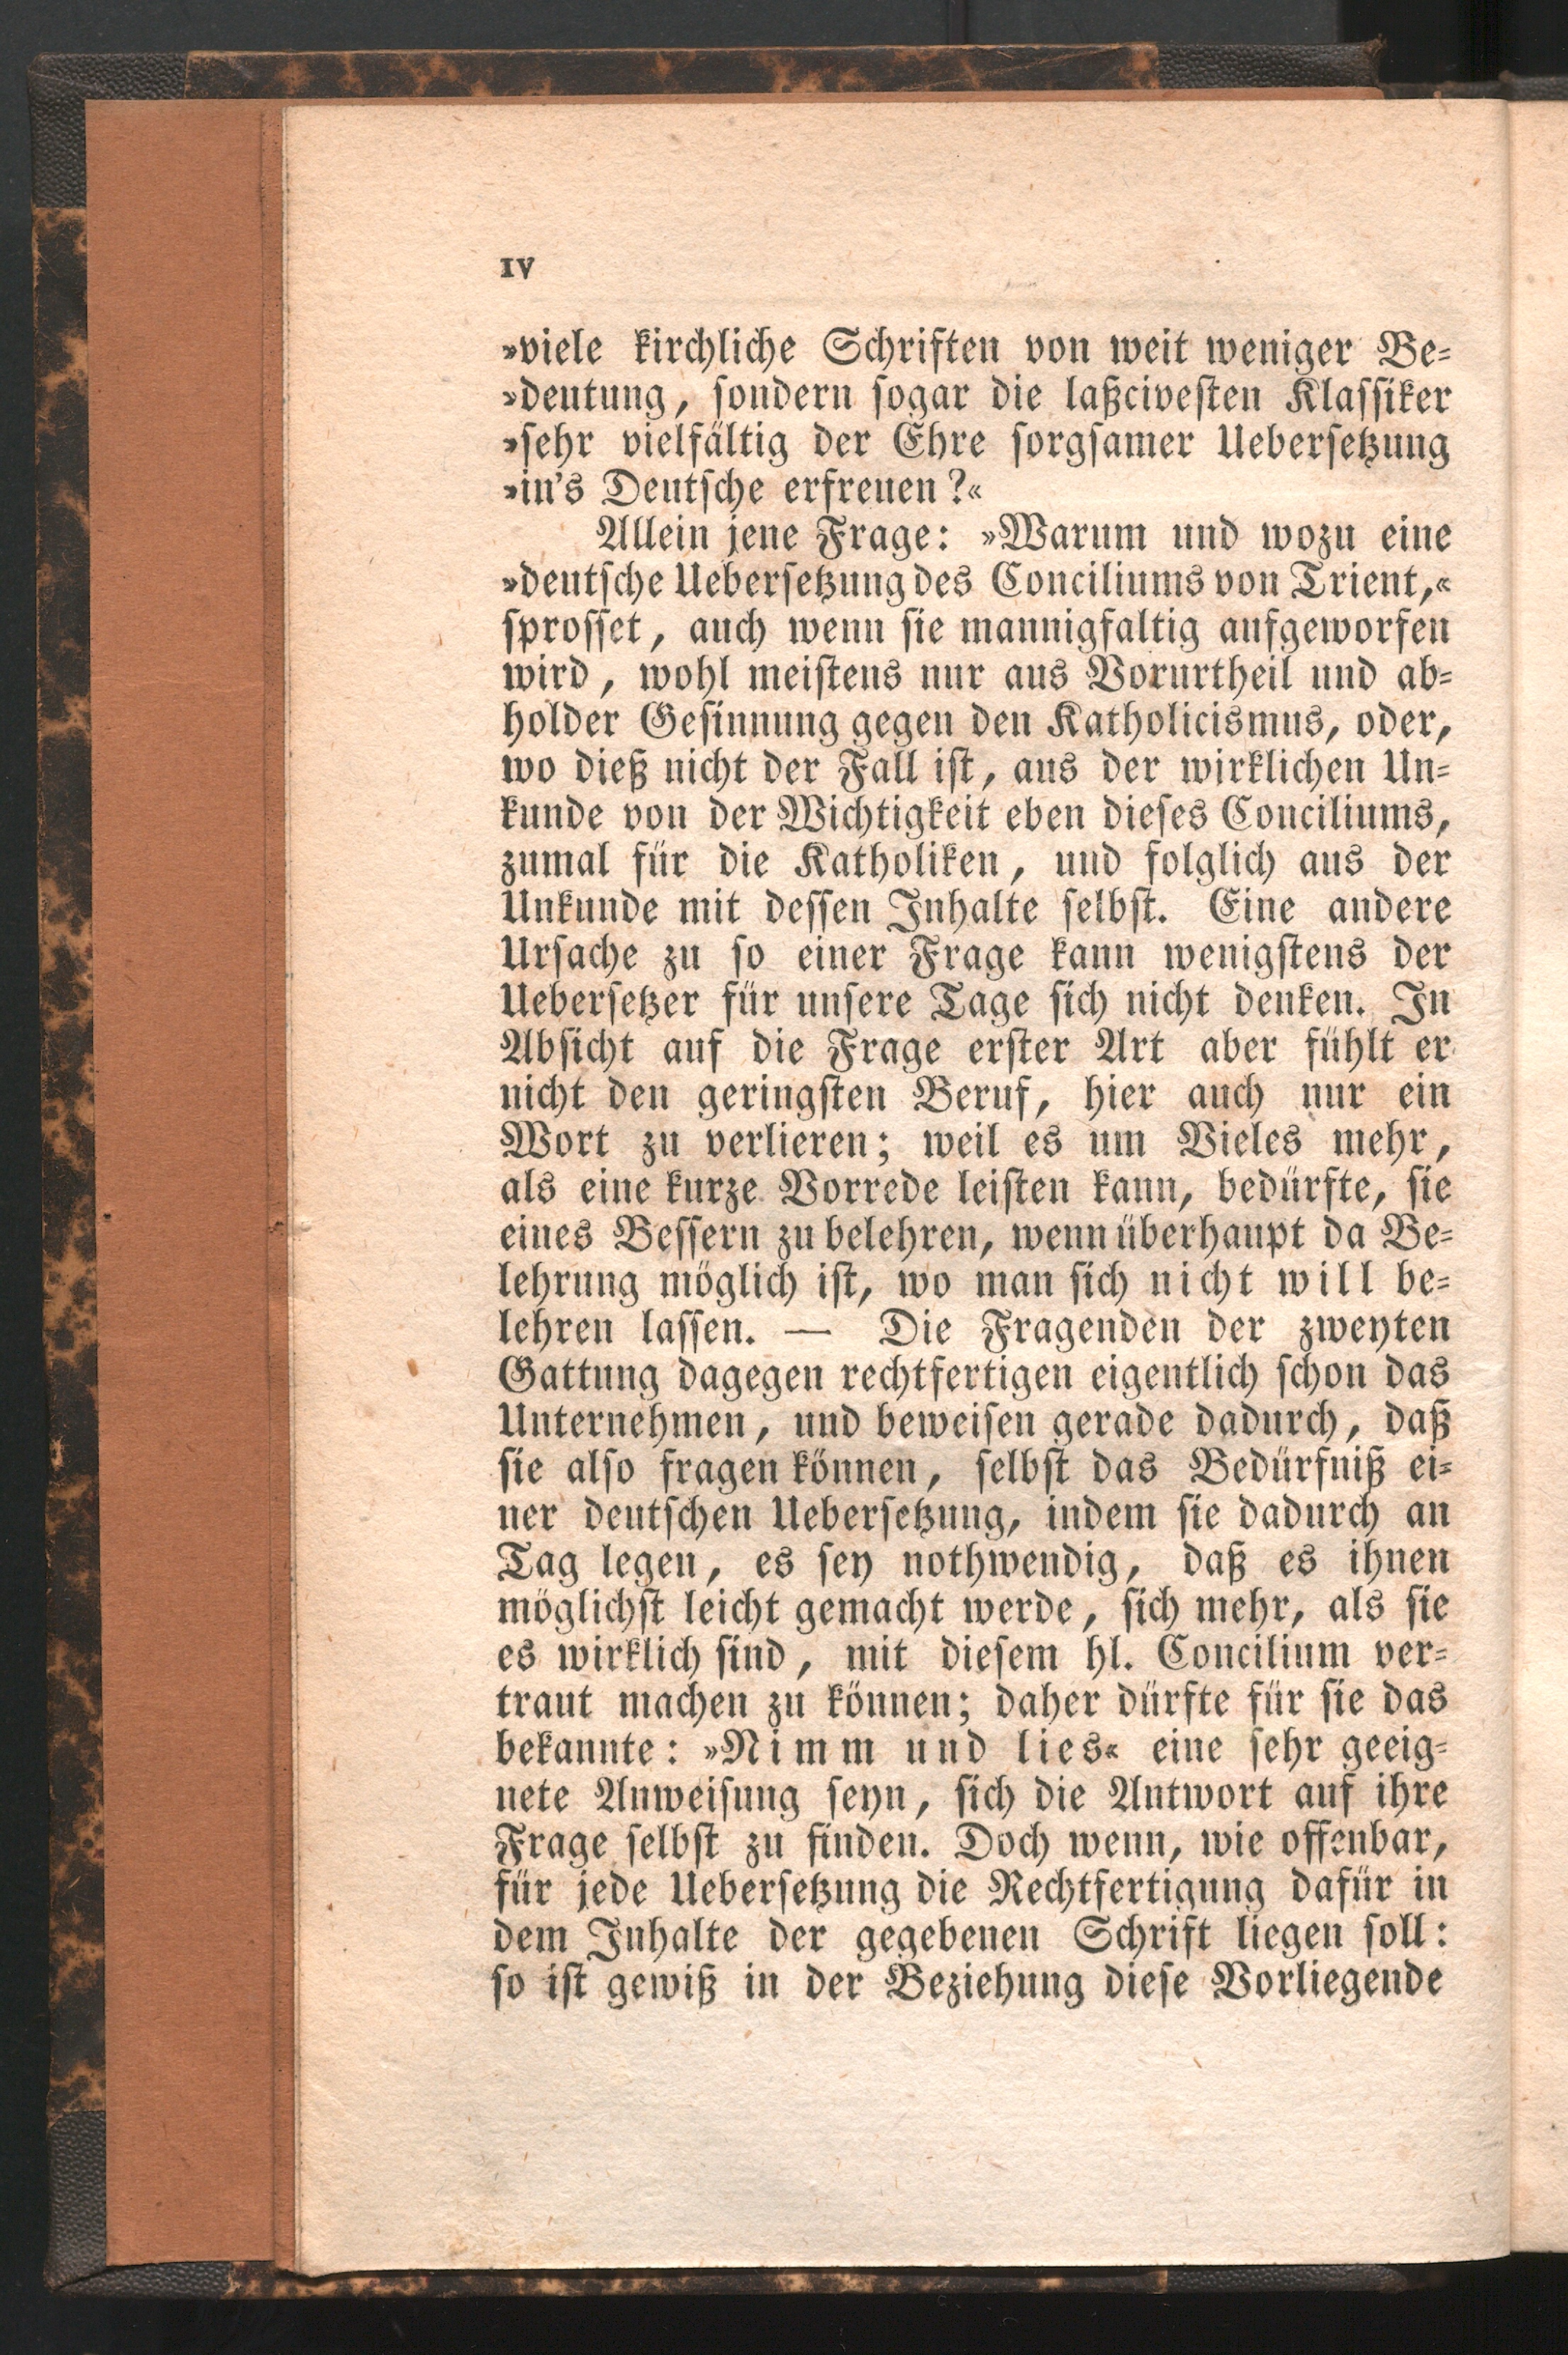 IV
»viele kirchliche Schriften von weit weniger Be-
»deutung, sondern sogar die laßcivesten Klassiker
»sehr vielfältig der Ehre sorgsamer Uebersetzung
»in's Deutsche erfreuen?«
Allein jene Frage: »Warum und wozu eine
»deutsche Uebersetzung des Conciliums von Trient,«
sprosset, auch wenn sie mannigfaltig aufgeworfen
wird, wohl meistens nur aus Vorurtheil und ab-
holder Gesinnung gegen den Katholicismus, oder,
wo dieß nicht der Fall ist, aus der wirklichen Un-
kunde von der Wichtigkeit eben dieses Conciliums,
zumal für die Katholiken, und folglich aus der
Unkunde mit dessen Inhalte selbst. Eine andere
Ursache zu so einer Frage kann wenigstens der
Uebersetzer für unsere Tage sich nicht denken. In
Absicht auf die Frage erster Art aber fühlt er
nicht den geringsten Beruf, hier auch nur ein
Wort zu verlieren; weil es um Vieles mehr,
als eine kurze Vorrede leisten kann, bedürfte, sie
eines Bessern zu belehren, wenn überhaupt da Be-
lehrung möglich ist, wo man sich nicht will be-
lehren lassen. — Die Fragenden der zweyten
Gattung dagegen rechtfertigen eigentlich schon das
Unternehmen, und beweisen gerade dadurch, daß
sie also fragen können, selbst das Bedürfniß ei-
ner deutschen Uebersetzung, indem sie dadurch an
Tag legen, es sey nothwendig, daß es ihnen
möglichst leicht gemacht werde, sich mehr, als sie
es wirklich sind, mit diesem hl. Concilium ver-
traut machen zu können; daher dürfte für sie das
bekannte: »Nimm und lies« eine sehr geeig-
nete Anweisung seyn, sich die Antwort auf ihre
Frage selbst zu finden. Doch wenn, wie offenbar,
für jede Uebersetzung die Rechtfertigung dafür in
dem Inhalte der gegebenen Schrift liegen soll:
so ist gewiß in der Beziehung diese Vorliegende